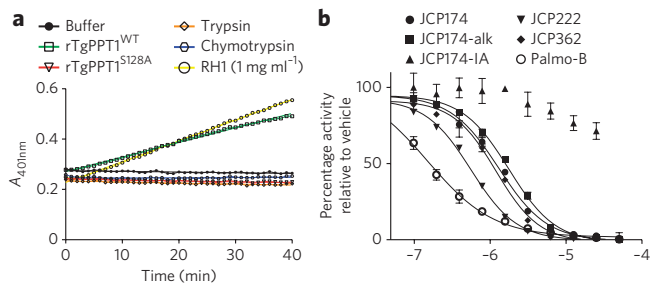 a
Buffer
Trypsin
rTgPPT1WT
Chymotrypsin
rTgPPT1S128A
RH1 (1 mg ml−1)
0.6
0.4
0.2
0
A401nm
0
10
20
30
40
Time (min)
b
JCP174
JCP222
JCP174-alk
JCP362
JCP174-IA
Palmo-B
100
50
0
Percentage activity
relative to vehicle
−7
−6
−5
−4